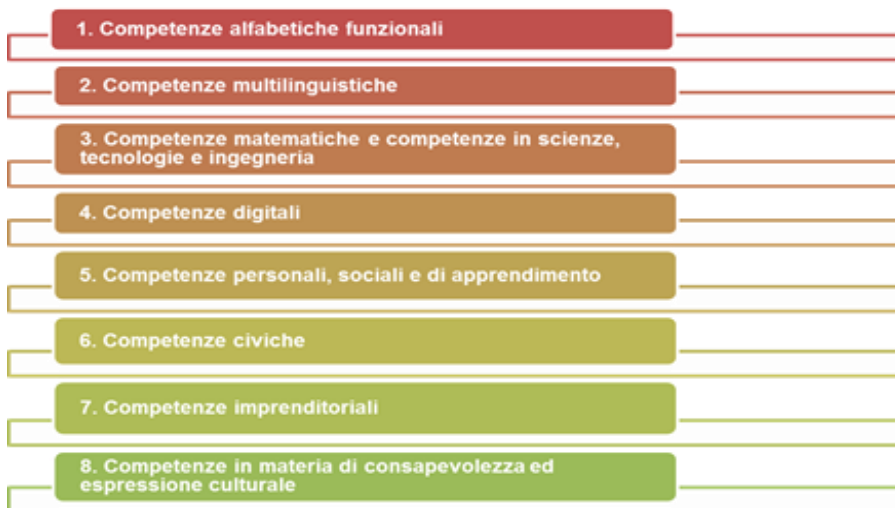 1. Competenze alfabetiche funzionali
2. Competenze multilinguistiche
3. Competenze matematiche e competenze in scienze,
tecnologie e ingegneria
4. Competenze digitali
5. Competenze personali, sociali e di apprendimento
6. Competenze civiche
7. Competenze imprenditoriali
8. Competenze in materia di consapevolezza ed
espressione culturale